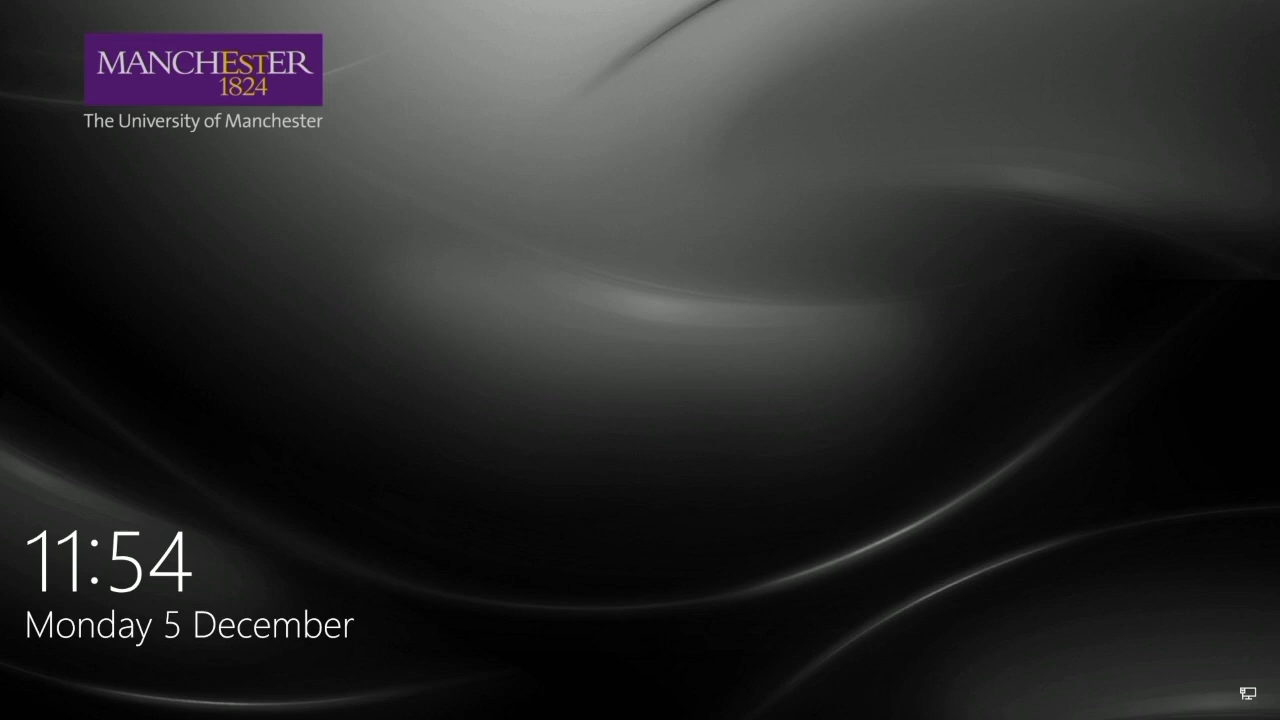 MANCHESTER
1824
The University of Manchester
11:54
Monday 5 December